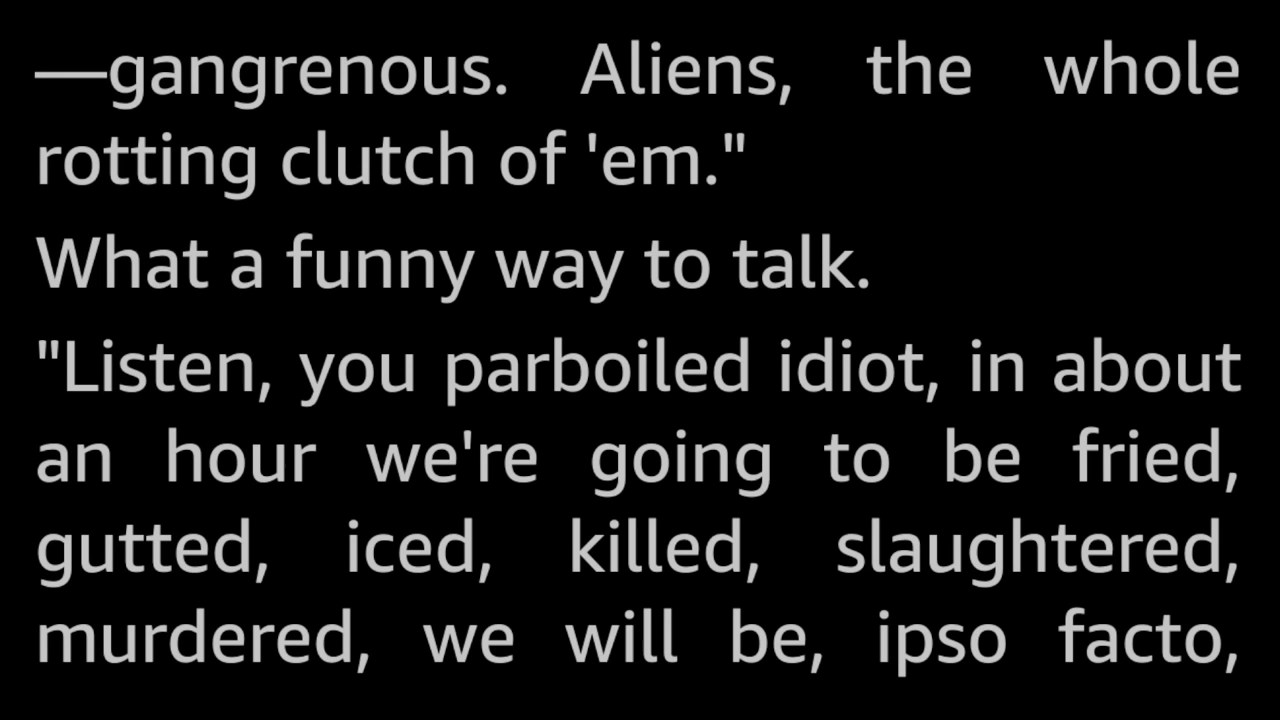 —gangrenous. Aliens, the whole
rotting clutch of 'em."
What a funny way to talk.
"Listen, you parboiled idiot, in about
an hour we're going to be fried,
gutted, iced, killed, slaughtered,
murdered, we will be, ipso facto,